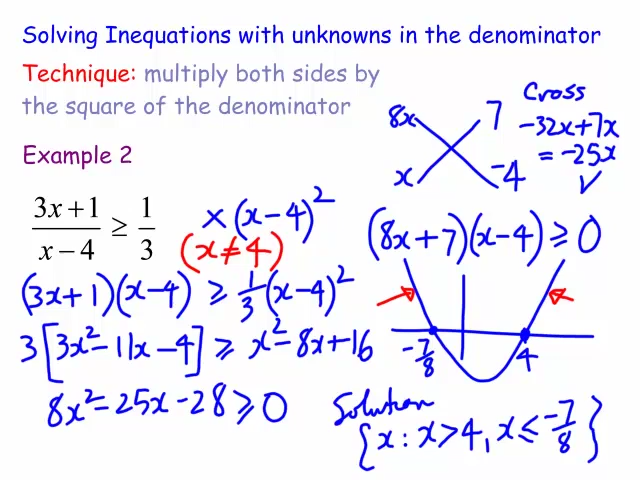 Solving Inequations with unknowns in the denominator
Technique: multiply both sides by
the square of the denominator
Example 2
(3x + 1)/(x − 4) ≥ 1/3
× (x − 4)²
(x ≠ 4)
(3x + 1)(x − 4) ≥ 1/3 (x − 4)²
3[3x² − 11x − 4] ≥ x² − 8x + 16
8x² − 25x − 28 ≥ 0
8x 7
x −4
Cross
−32x + 7x
= −25x
✓
(8x + 7)(x − 4) ≥ 0
−7/8 4
Solution
{x : x > 4, x ≤ −7/8}